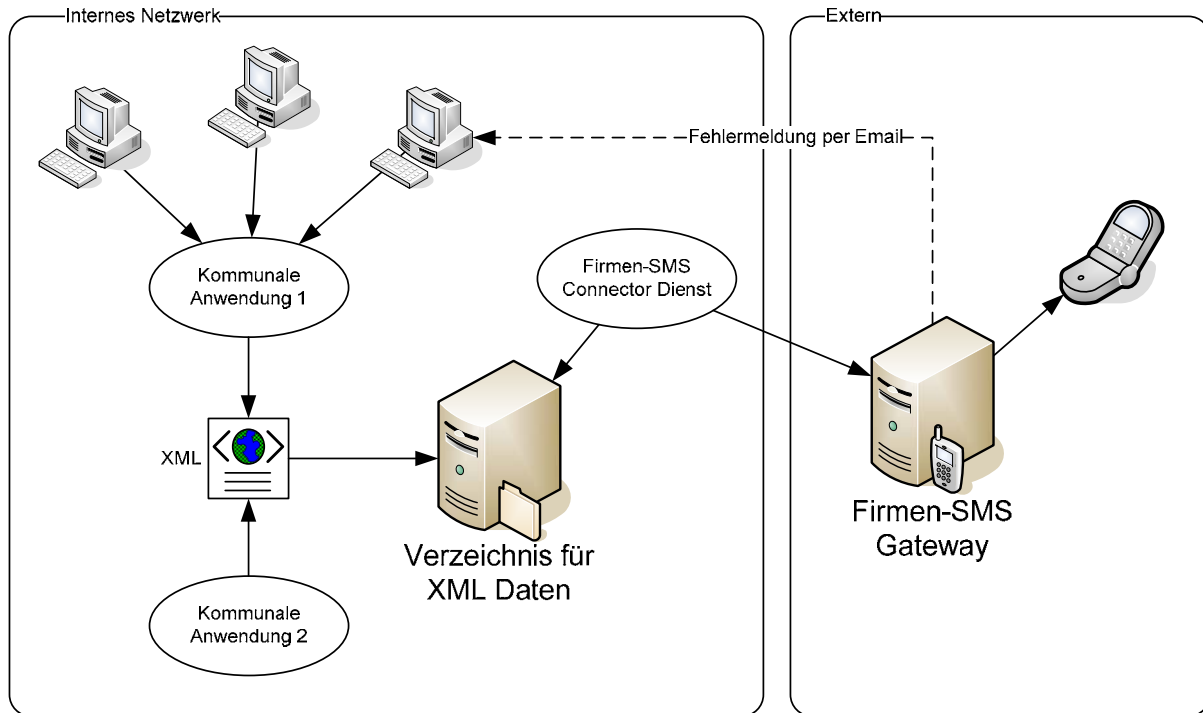 Internes Netzwerk
Extern
Fehlermeldung per Email
Kommunale
Anwendung 1
Firmen-SMS
Connector Dienst
XML
Verzeichnis für
XML Daten
Firmen-SMS
Gateway
Kommunale
Anwendung 2